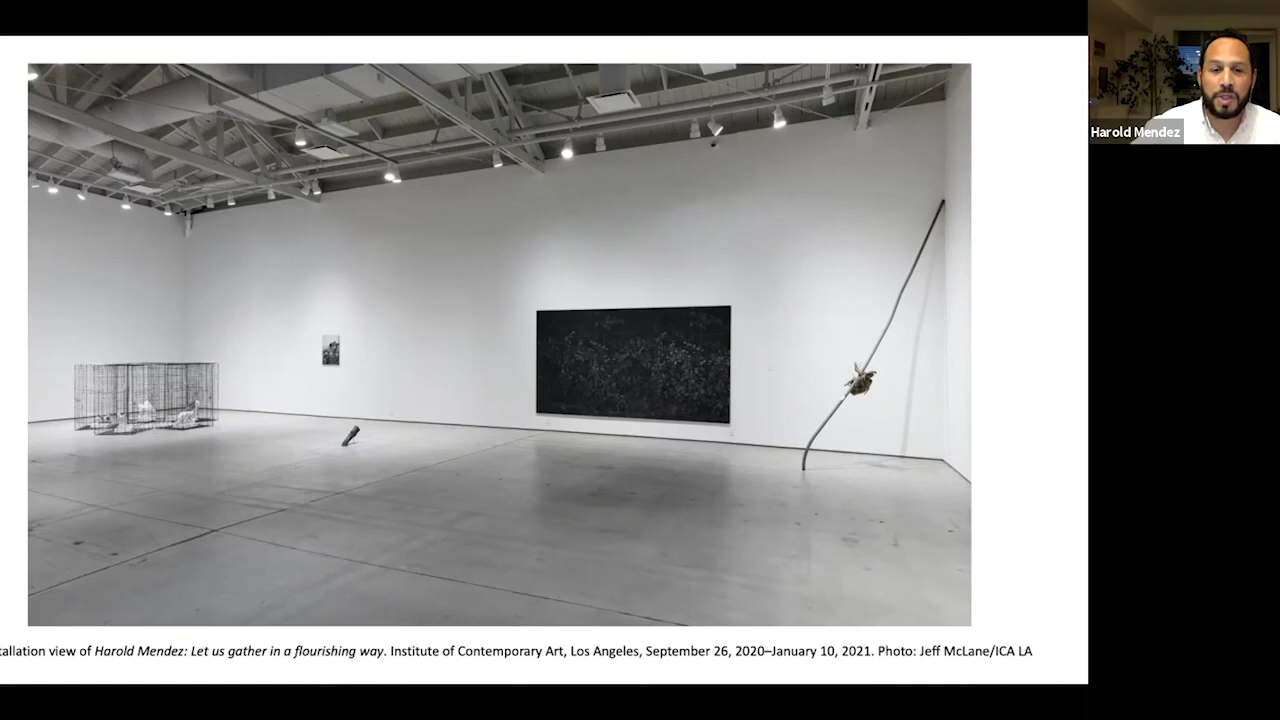 Harold Mendez
tallation view of Harold Mendez: Let us gather in a flourishing way. Institute of Contemporary Art, Los Angeles, September 26, 2020–January 10, 2021. Photo: Jeff McLane/ICA LA